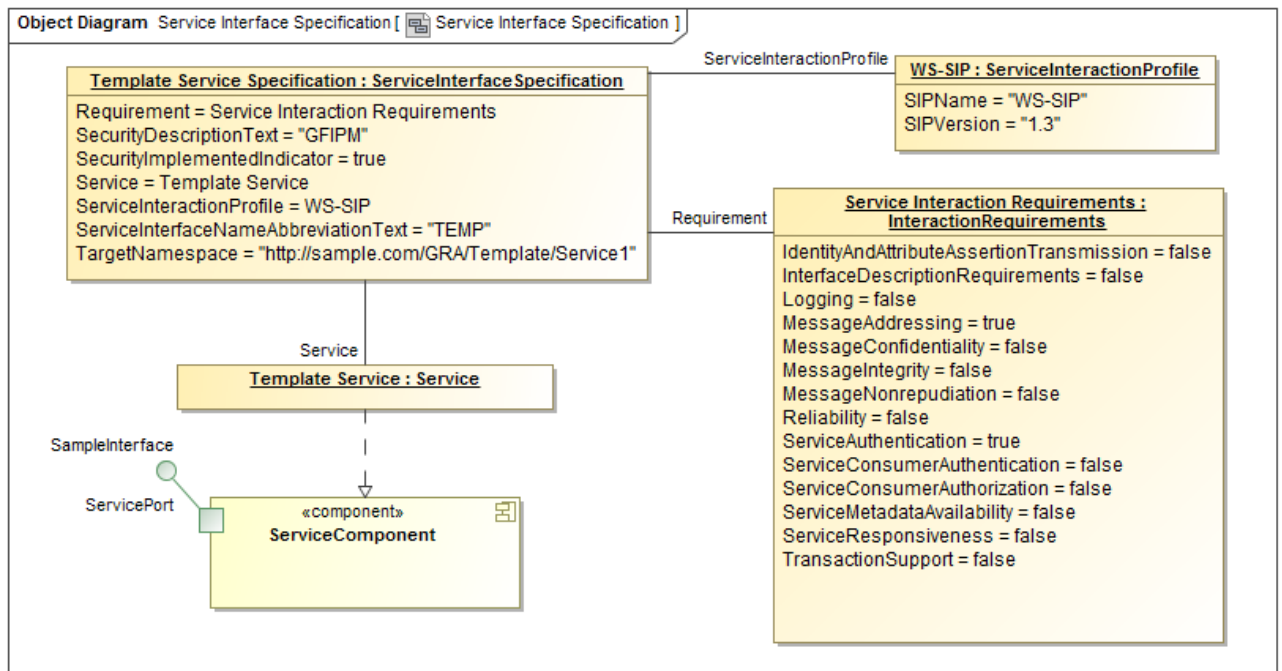 Object Diagram Service Interface Specification [ Service Interface Specification ]
ServiceInteractionProfile
Template Service Specification : ServiceInterfaceSpecification
Requirement = Service Interaction Requirements
SecurityDescriptionText = "GFIPM"
SecurityImplementedIndicator = true
Service = Template Service
ServiceInteractionProfile = WS-SIP
ServiceInterfaceNameAbbreviationText = "TEMP"
TargetNamespace = "http://sample.com/GRA/Template/Service1"
WS-SIP : ServiceInteractionProfile
SIPName = "WS-SIP"
SIPVersion = "1.3"
Requirement
Service Interaction Requirements :
InteractionRequirements
IdentityAndAttributeAssertionTransmission = false
InterfaceDescriptionRequirements = false
Logging = false
MessageAddressing = true
MessageConfidentiality = false
MessageIntegrity = false
MessageNonrepudiation = false
Reliability = false
ServiceAuthentication = true
ServiceConsumerAuthentication = false
ServiceConsumerAuthorization = false
ServiceMetadataAvailability = false
ServiceResponsiveness = false
TransactionSupport = false
Service
Template Service : Service
SampleInterface
ServicePort
«component»
ServiceComponent